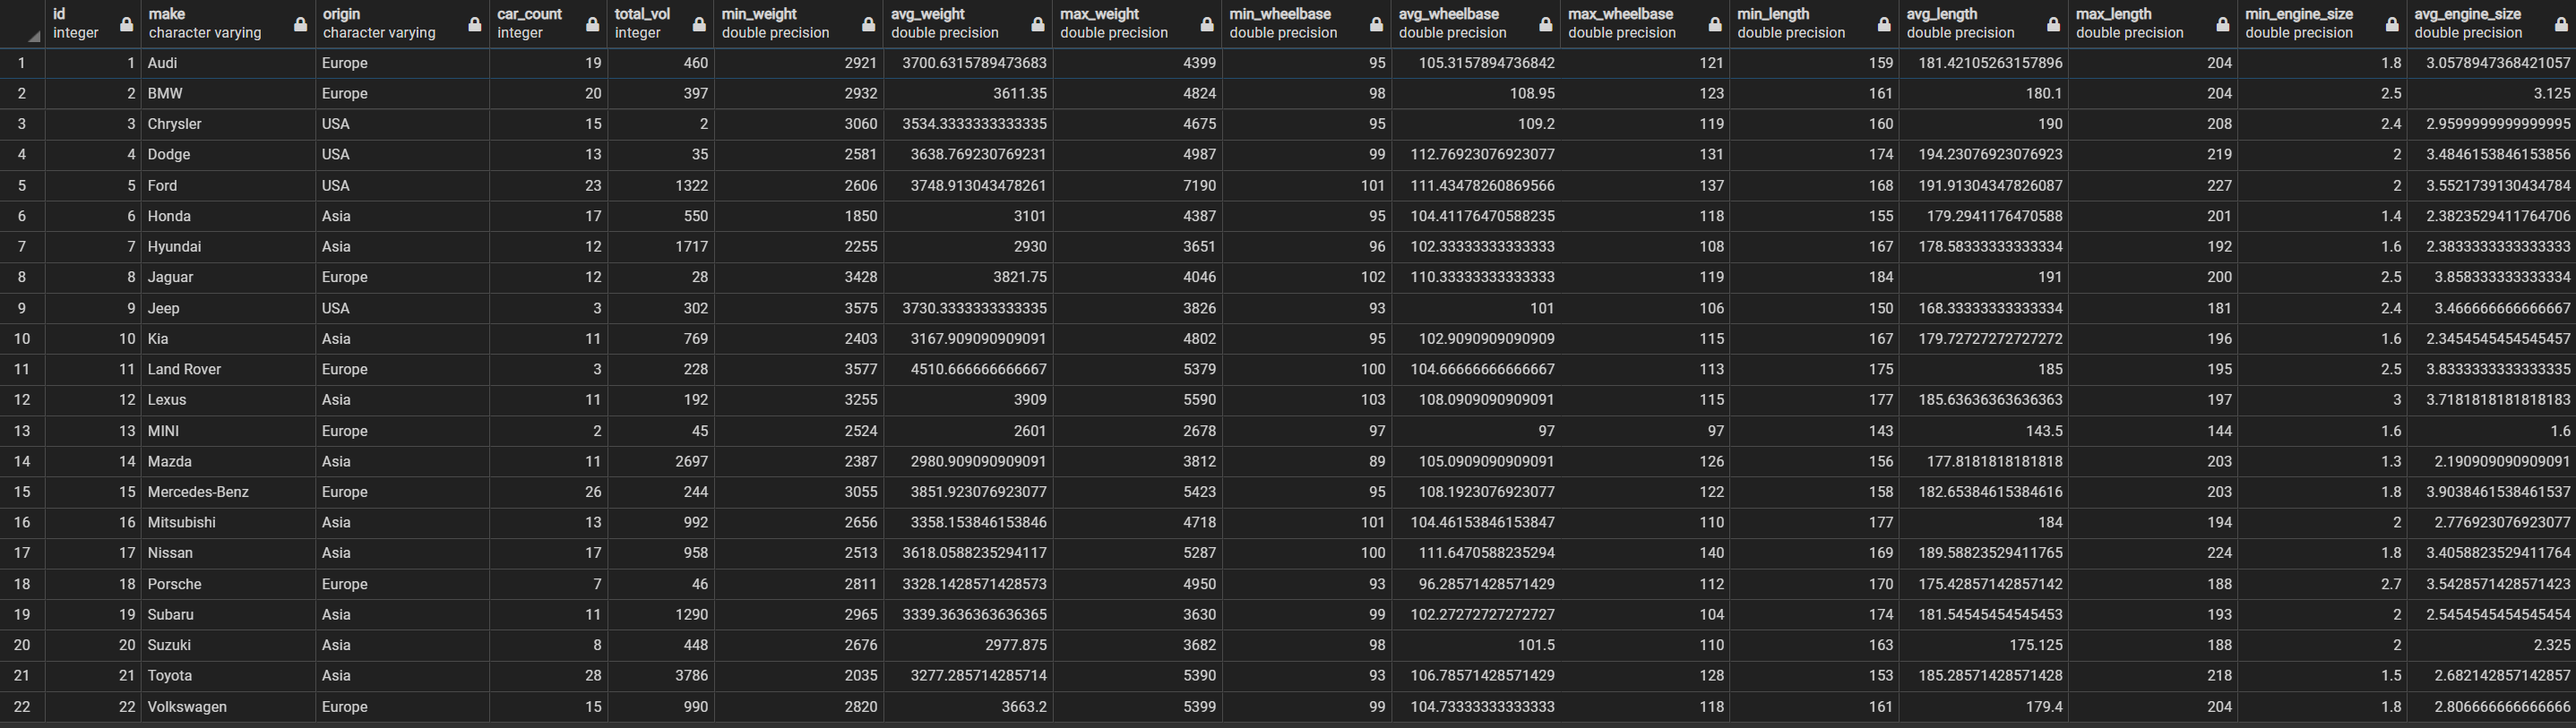 id make origin car_count total_vol min_weight avg_weight max_weight min_wheelbase avg_wheelbase max_wheelbase min_length avg_length max_length min_engine_size avg_engine_size
integer character varying character varying integer integer double precision double precision double precision double precision double precision double precision double precision double precision double precision double precision double precision
1 1 Audi Europe 19 460 2921 3700.6315789473683 4399 95 105.3157894736842 121 159 181.42105263157896 204 1.8 3.0578947368421057
2 2 BMW Europe 20 397 2932 3611.35 4824 98 108.95 123 161 180.1 204 2.5 3.125
3 3 Chrysler USA 15 2 3060 3534.3333333333335 4675 95 109.2 119 160 190 208 2.4 2.9599999999999995
4 4 Dodge USA 13 35 2581 3638.769230769231 4987 99 112.76923076923077 131 174 194.23076923076923 219 2 3.4846153846153856
5 5 Ford USA 23 1322 2606 3748.913043478261 7190 101 111.43478260869566 137 168 191.91304347826087 227 2 3.5521739130434784
6 6 Honda Asia 17 550 1850 3101 4387 95 104.41176470588235 118 155 179.2941176470588 201 1.4 2.3823529411764706
7 7 Hyundai Asia 12 1717 2255 2930 3651 96 102.33333333333333 108 167 178.58333333333334 192 1.6 2.3833333333333333
8 8 Jaguar Europe 12 28 3428 3821.75 4046 102 110.33333333333333 119 184 191 200 2.5 3.858333333333334
9 9 Jeep USA 3 302 3575 3730.3333333333335 3826 93 101 106 150 168.33333333333334 181 2.4 3.466666666666667
10 10 Kia Asia 11 769 2403 3167.909090909091 4802 95 102.9090909090909 115 167 179.72727272727272 196 1.6 2.3454545454545457
11 11 Land Rover Europe 3 228 3577 4510.666666666667 5379 100 104.66666666666667 113 175 185 195 2.5 3.8333333333333335
12 12 Lexus Asia 11 192 3255 3909 5590 103 108.0909090909091 115 177 185.63636363636363 197 3 3.7181818181818183
13 13 MINI Europe 2 45 2524 2601 2678 97 97 97 143 143.5 144 1.6 1.6
14 14 Mazda Asia 11 2697 2387 2980.909090909091 3812 89 105.0909090909091 126 156 177.8181818181818 203 1.3 2.190909090909091
15 15 Mercedes-Benz Europe 26 244 3055 3851.923076923077 5423 95 108.1923076923077 122 158 182.65384615384616 203 1.8 3.9038461538461537
16 16 Mitsubishi Asia 13 992 2656 3358.153846153846 4718 101 104.46153846153847 110 177 184 194 2 2.776923076923077
17 17 Nissan Asia 17 958 2513 3618.0588235294117 5287 100 111.6470588235294 140 169 189.58823529411765 224 1.8 3.4058823529411764
18 18 Porsche Europe 7 46 2811 3328.1428571428573 4950 93 96.28571428571429 112 170 175.42857142857142 188 2.7 3.5428571428571423
19 19 Subaru Asia 11 1290 2965 3339.3636363636365 3630 99 102.27272727272727 104 174 181.54545454545453 193 2 2.5454545454545454
20 20 Suzuki Asia 8 448 2676 2977.875 3682 98 101.5 110 163 175.125 188 2 2.325
21 21 Toyota Asia 28 3786 2035 3277.285714285714 5390 93 106.78571428571429 128 153 185.28571428571428 218 1.5 2.682142857142857
22 22 Volkswagen Europe 15 990 2820 3663.2 5399 99 104.73333333333333 118 161 179.4 204 1.8 2.806666666666666